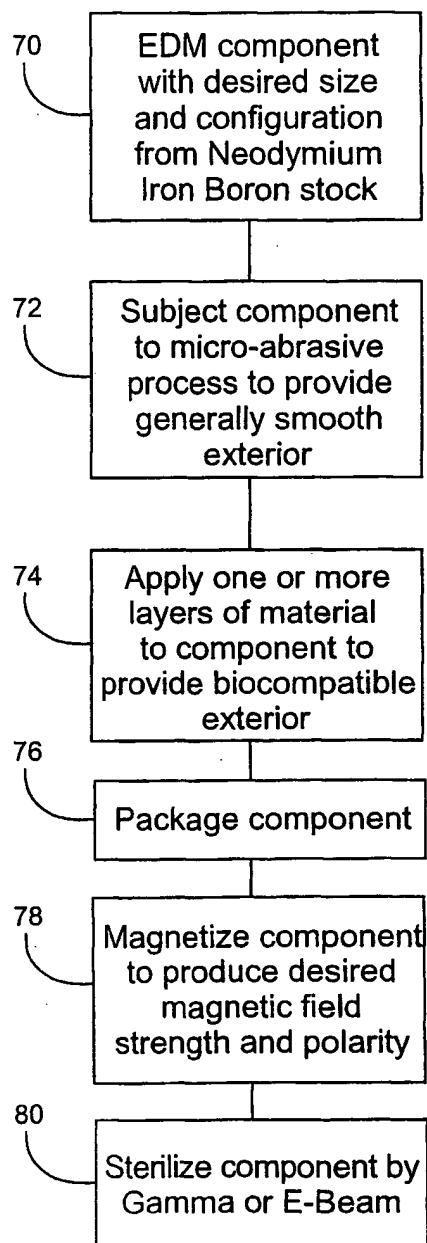 70
EDM component
with desired size
and configuration
from Neodymium
Iron Boron stock
72
Subject component
to micro-abrasive
process to provide
generally smooth
exterior
74
Apply one or more
layers of material
to component to
provide biocompatible
exterior
76
Package component
78
Magnetize component
to produce desired
magnetic field
strength and polarity
80
Sterilize component by
Gamma or E-Beam